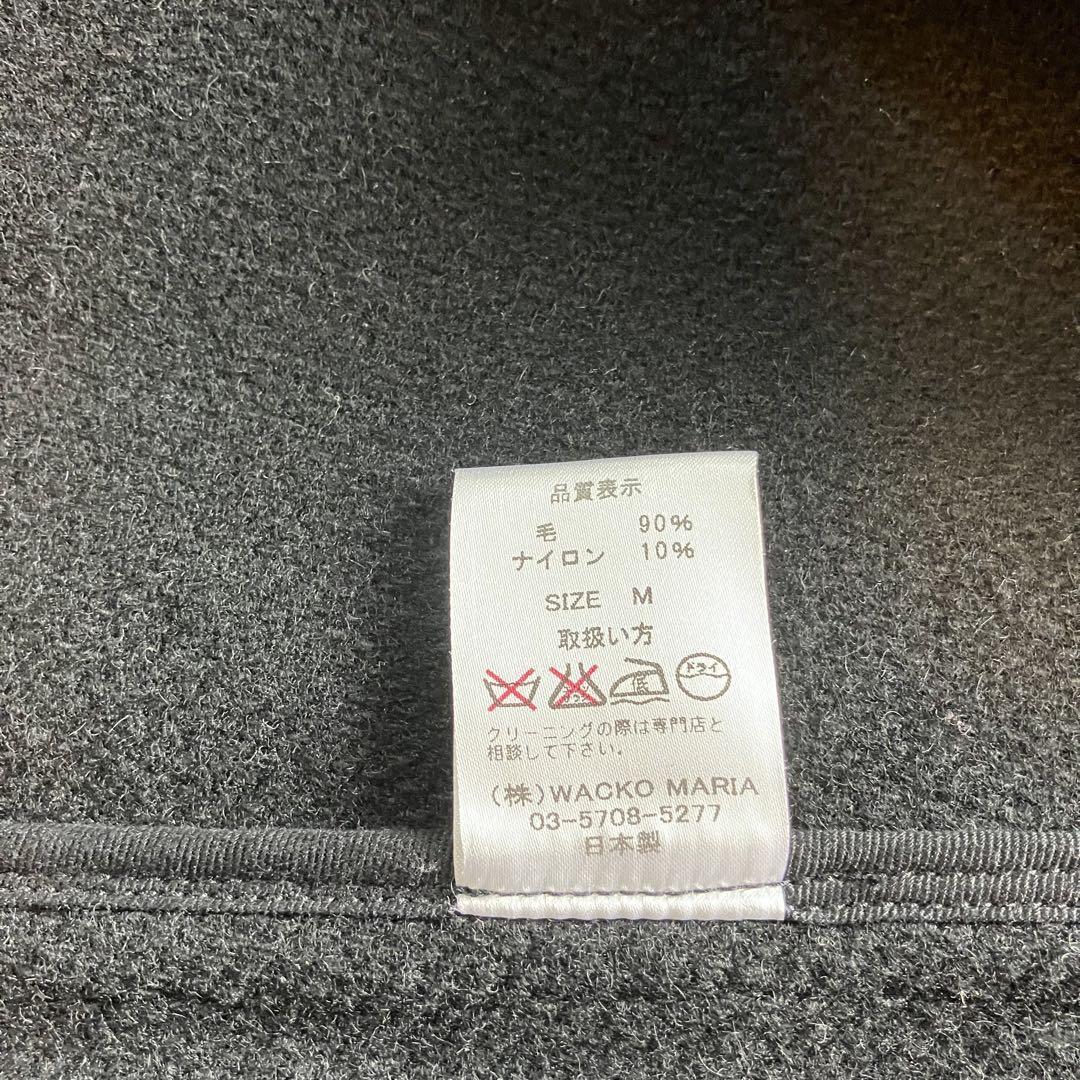 品質表示
毛 90%
ナイロン 10%
SIZE M
取扱い方
ドライ
クリーニングの際は専門店と
相談して下さい。
(株)WACKO MARIA
03-5708-5277
日本製